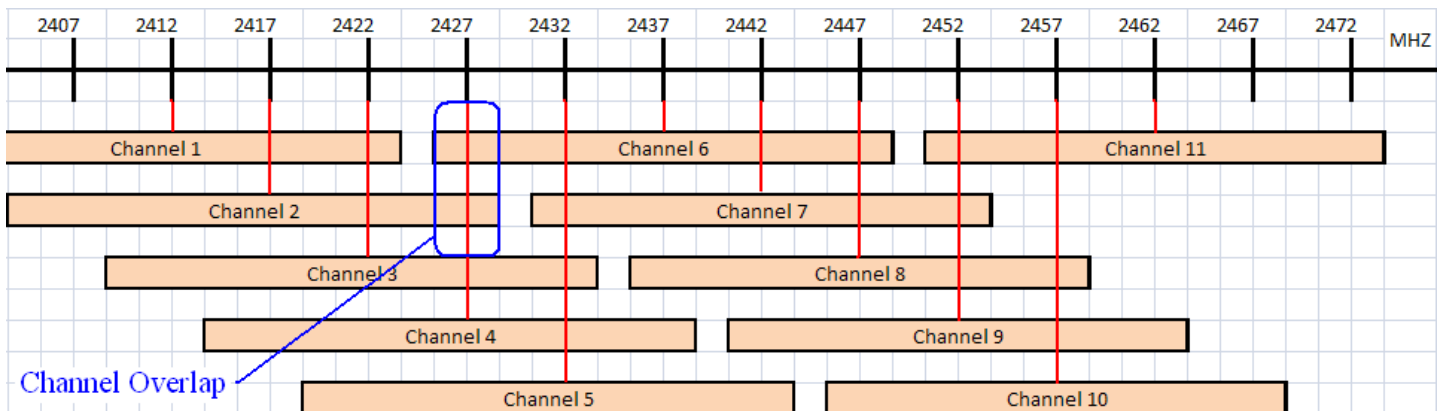 2407 2412 2417 2422 2427 2432 2437 2442 2447 2452 2457 2462 2467 2472 MHZ
Channel 1 Channel 6 Channel 11
Channel 2 Channel 7
Channel 3 Channel 8
Channel 4 Channel 9
Channel Overlap
Channel 5 Channel 10